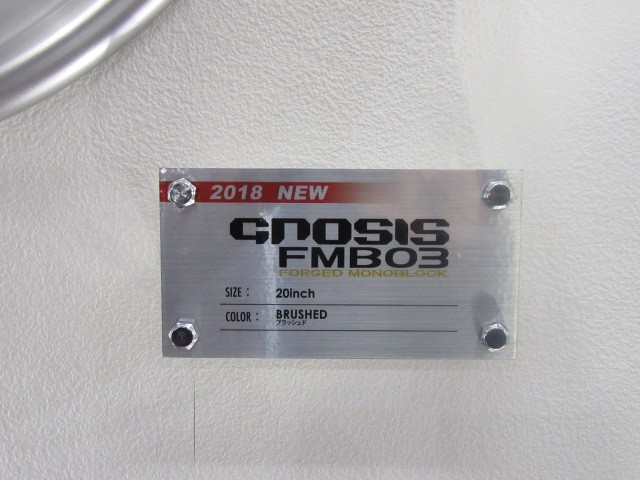 2018 NEW
GNOSIS
FMB03
FORGED MONOBLOCK
SIZE : 20inch
COLOR : BRUSHED
ブラッシュド